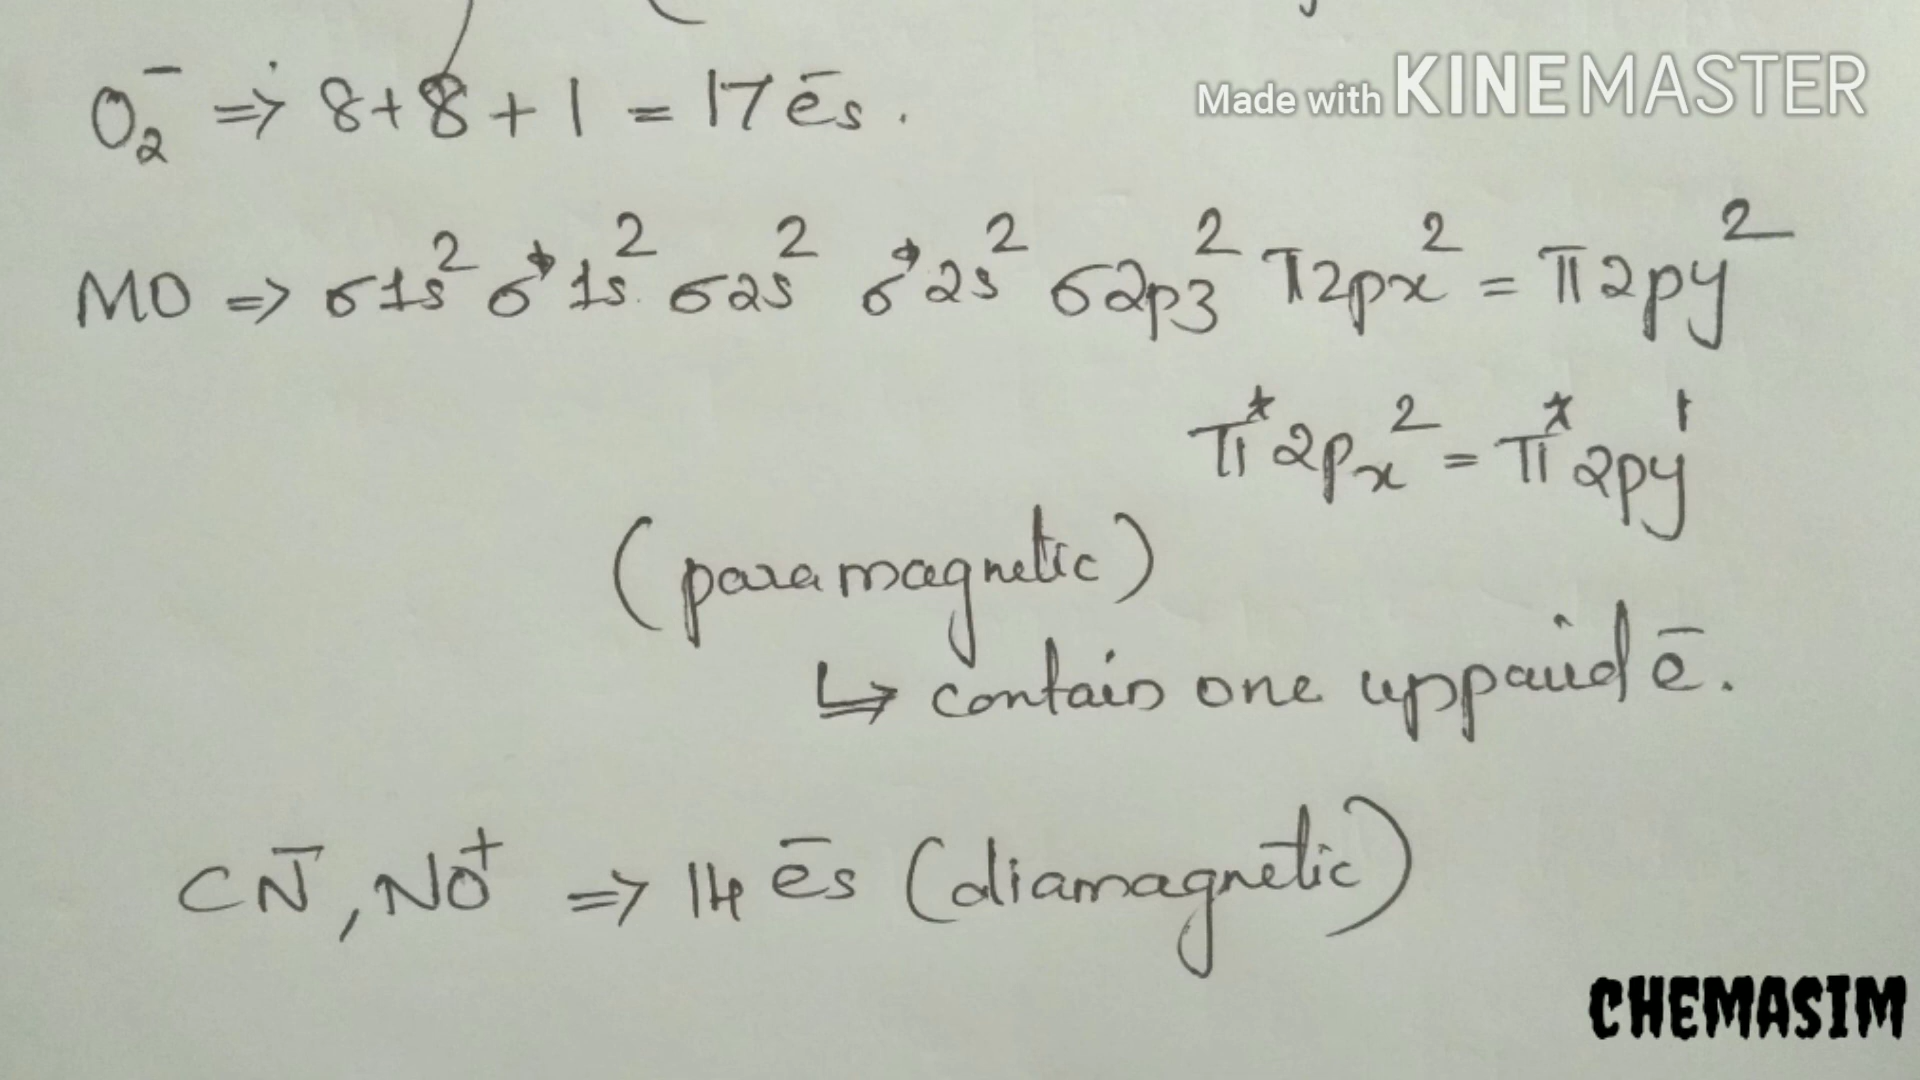 Made with KINEMASTER
O₂⁻ ⇒ 8+8+1 = 17 ēs.
MO ⇒ σ1s² σ*1s² σ2s² σ*2s² σ2pz² π2px² = π2py²
π*2px² = π*2py¹
(paramagnetic)
↳ contain one uppaired ē.
CN⁻, NO⁺ ⇒ 14 ēs (diamagnetic)
CHEMASIM